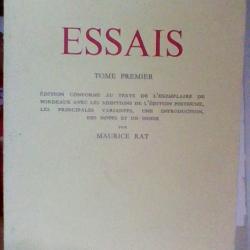 ESSAIS
TOME PREMIER
ÉDITION CONFORME AU TEXTE DE L'EXEMPLAIRE DE
BORDEAUX AVEC LES ADDITIONS DE L'ÉDITION POSTHUME,
LES PRINCIPALES VARIANTES, UNE INTRODUCTION,
DES NOTES ET UN INDEX
PAR
MAURICE RAT